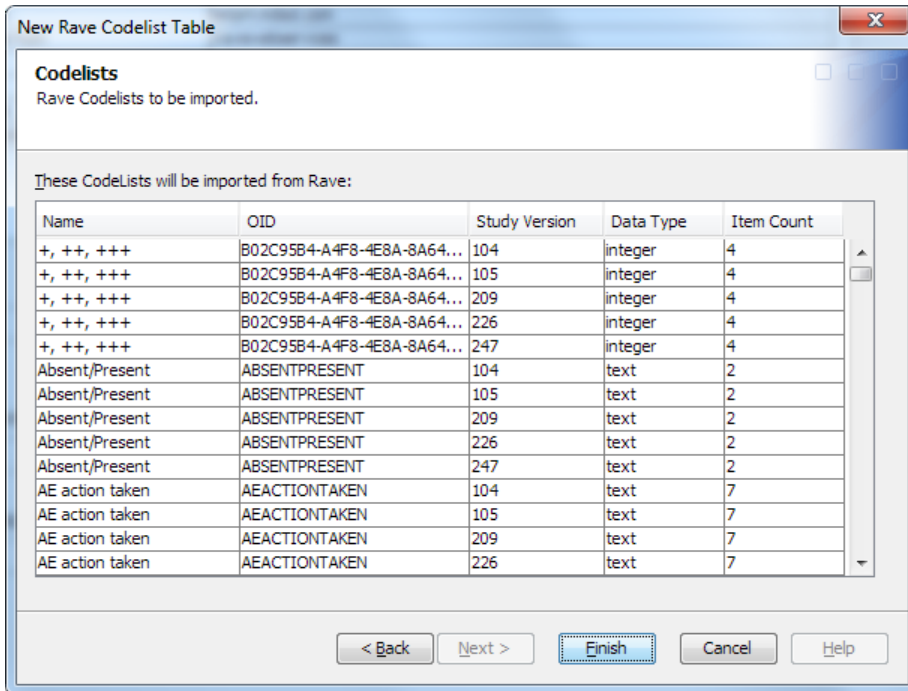 New Rave Codelist Table
Codelists
Rave Codelists to be imported.
These CodeLists will be imported from Rave:
Name OID Study Version Data Type Item Count
+, ++, +++ B02C95B4-A4F8-4E8A-8A64... 104 integer 4
+, ++, +++ B02C95B4-A4F8-4E8A-8A64... 105 integer 4
+, ++, +++ B02C95B4-A4F8-4E8A-8A64... 209 integer 4
+, ++, +++ B02C95B4-A4F8-4E8A-8A64... 226 integer 4
+, ++, +++ B02C95B4-A4F8-4E8A-8A64... 247 integer 4
Absent/Present ABSENTPRESENT 104 text 2
Absent/Present ABSENTPRESENT 105 text 2
Absent/Present ABSENTPRESENT 209 text 2
Absent/Present ABSENTPRESENT 226 text 2
Absent/Present ABSENTPRESENT 247 text 2
AE action taken AEACTIONTAKEN 104 text 7
AE action taken AEACTIONTAKEN 105 text 7
AE action taken AEACTIONTAKEN 209 text 7
AE action taken AEACTIONTAKEN 226 text 7
< Back Next > Finish Cancel Help